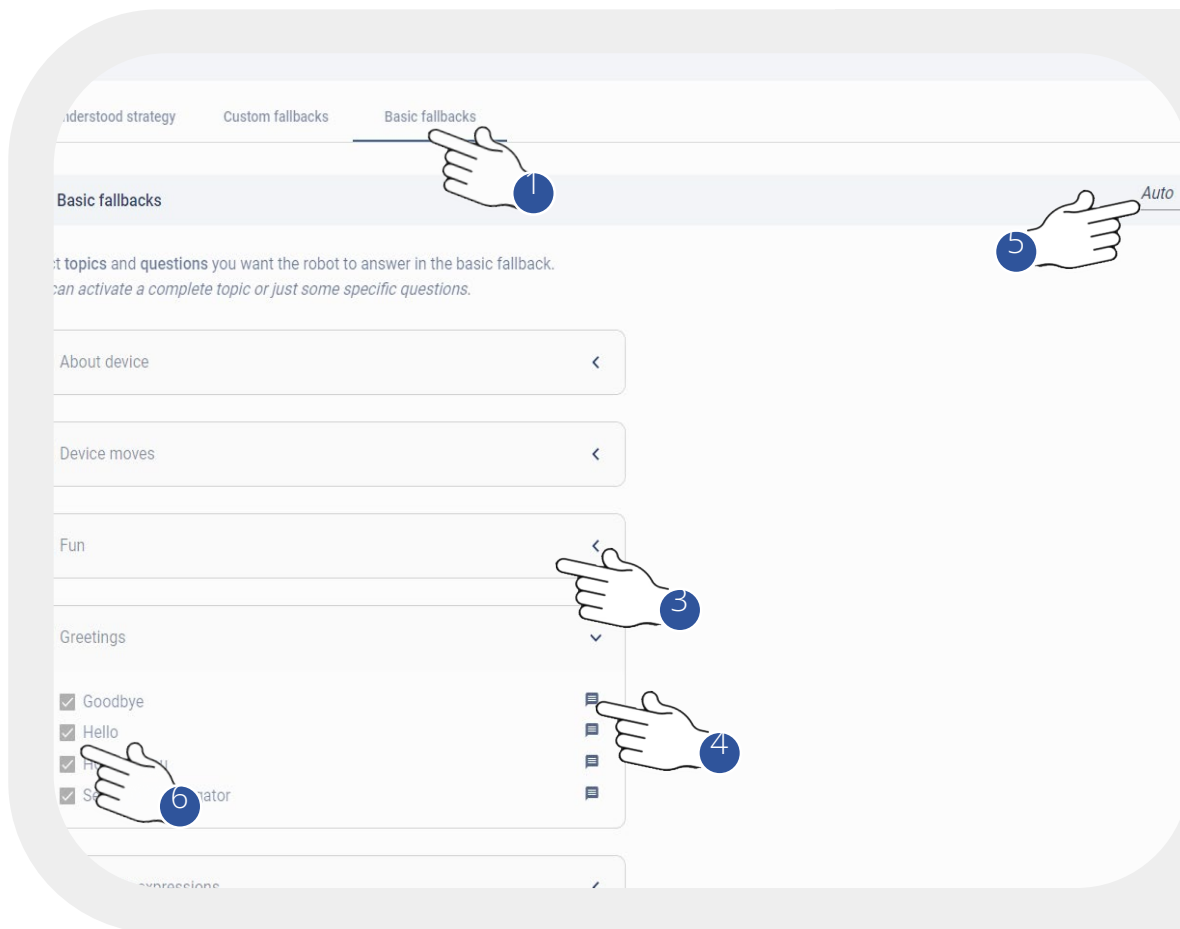 nderstood strategy Custom fallbacks Basic fallbacks
1
Basic fallbacks Auto
5
t topics and questions you want the robot to answer in the basic fallback.
can activate a complete topic or just some specific questions.
About device
Device moves
Fun
3
Greetings
Goodbye
Hello
4
6
expressions